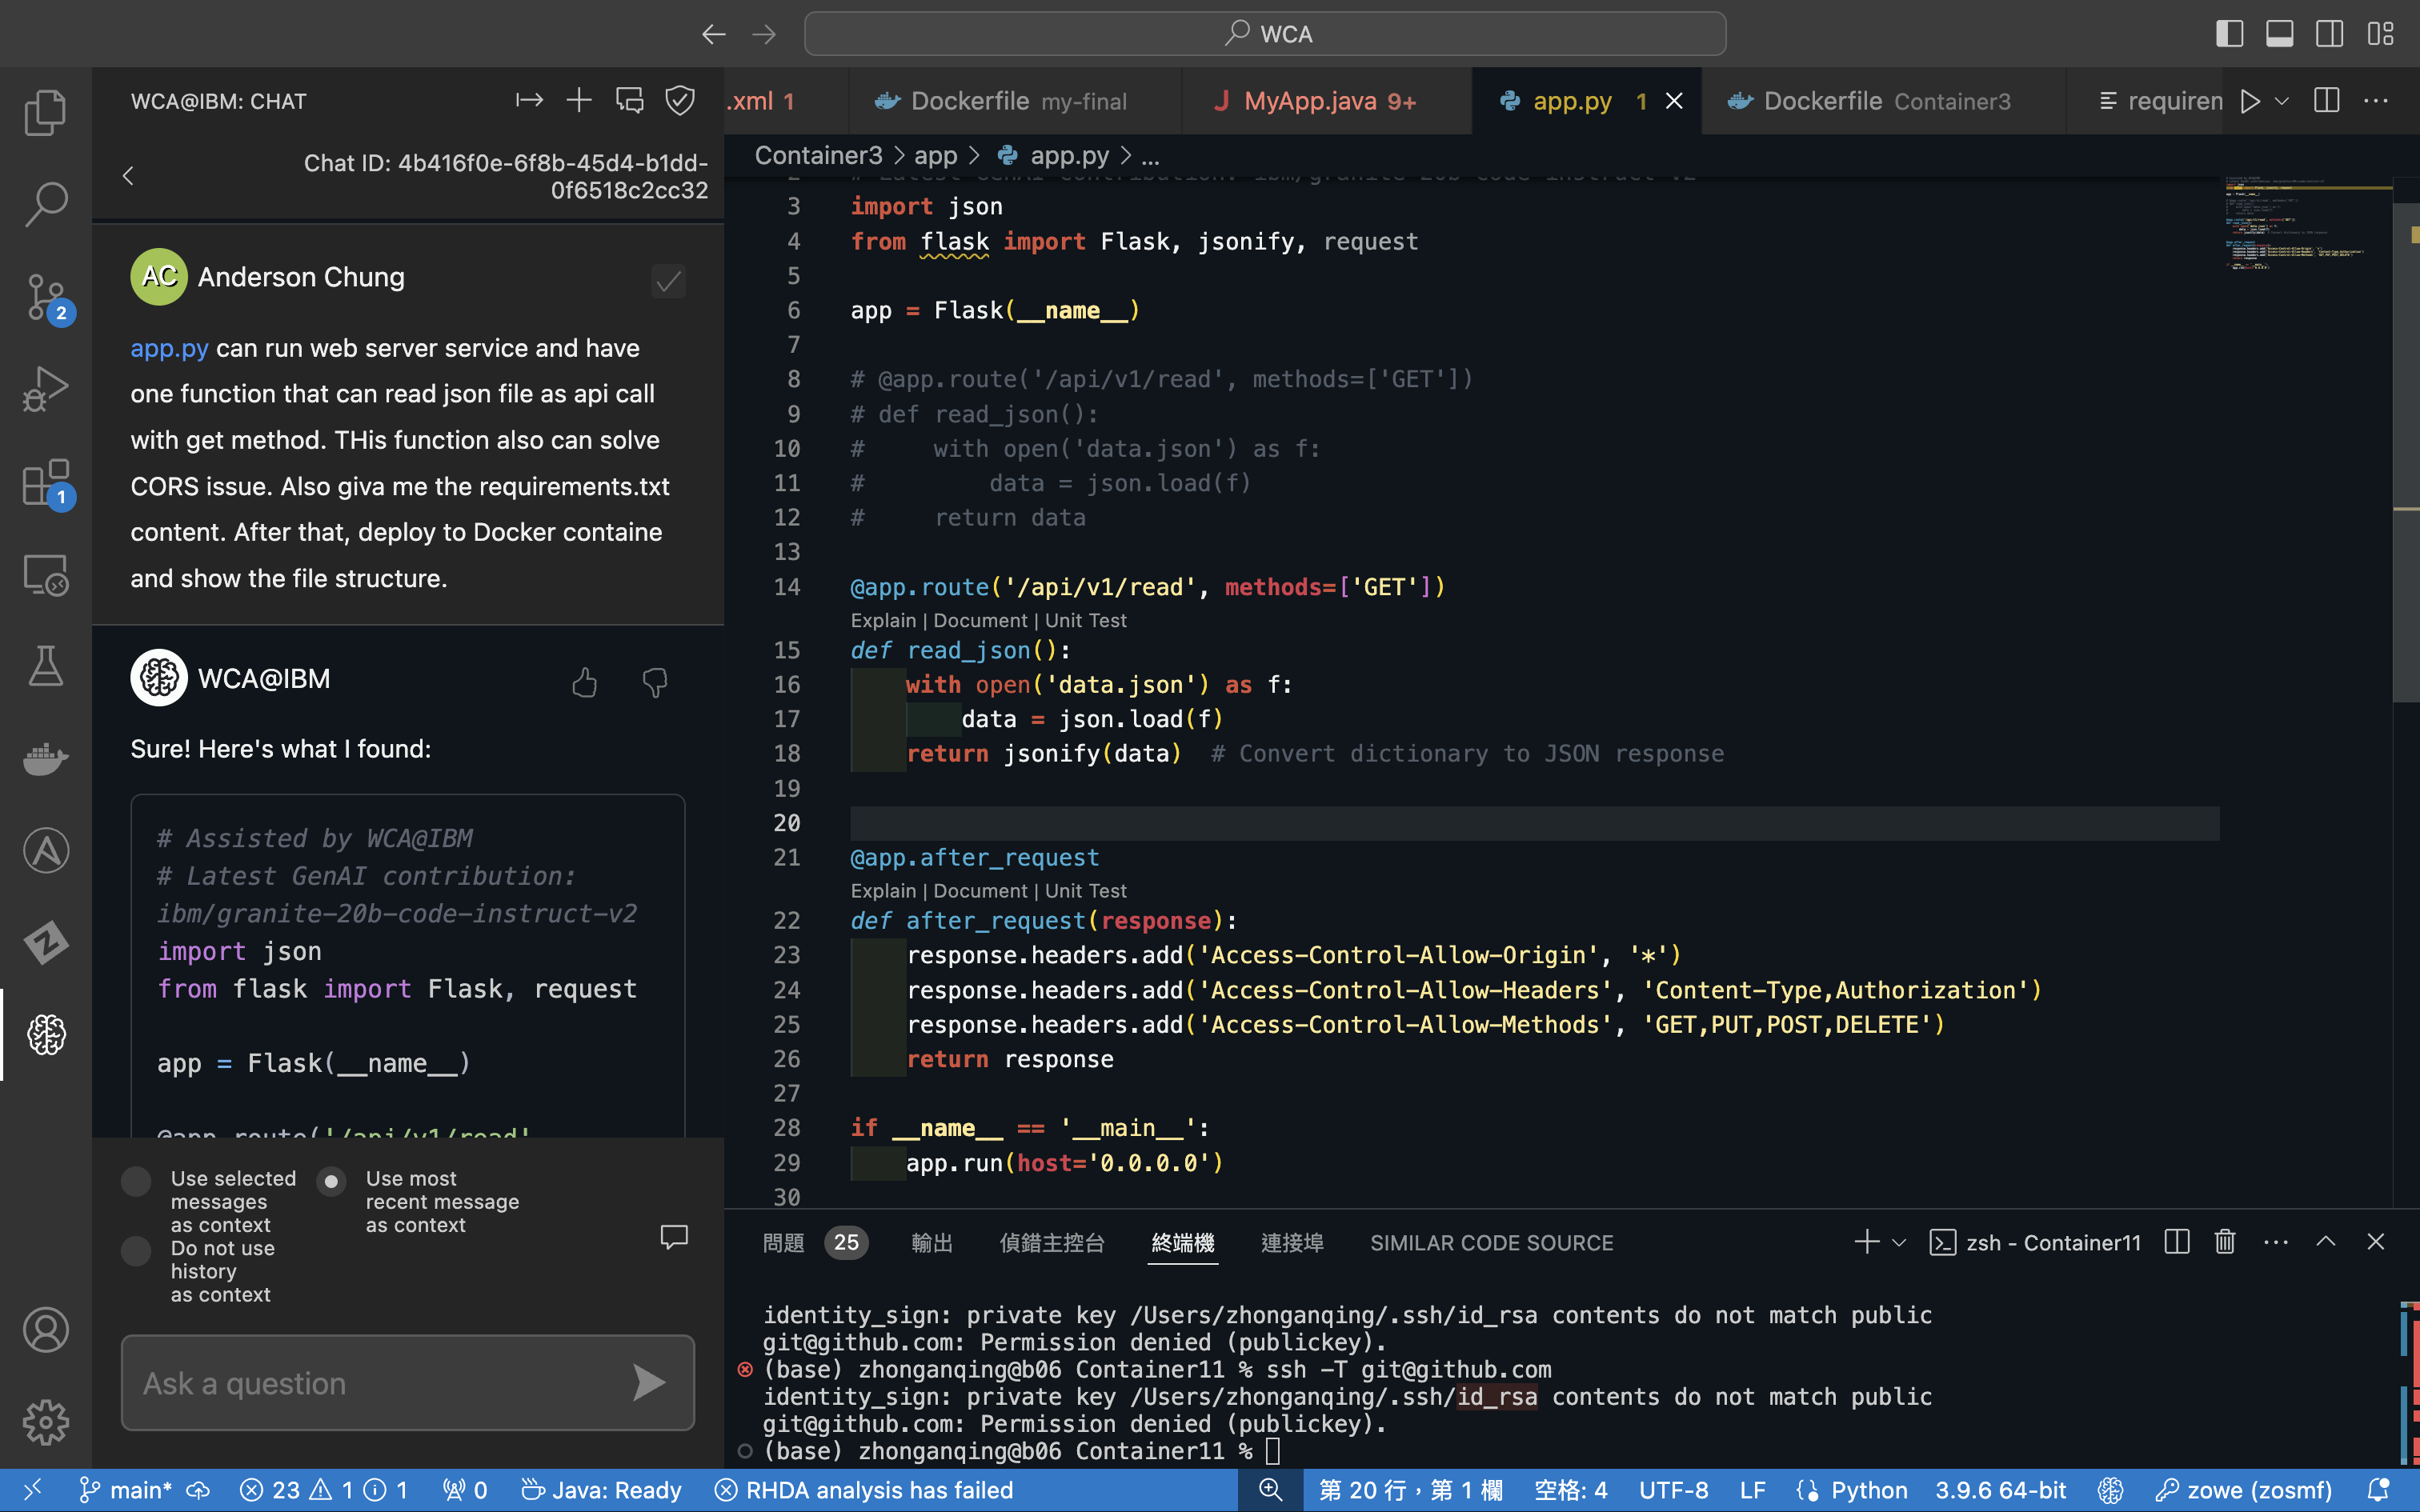 WCA
WCA@IBM: CHAT
Chat ID: 4b416f0e-6f8b-45d4-b1dd-
0f6518c2cc32
AC Anderson Chung
app.py can run web server service and have
one function that can read json file as api call
with get method. THis function also can solve
CORS issue. Also giva me the requirements.txt
content. After that, deploy to Docker containe
and show the file structure.
WCA@IBM
Sure! Here's what I found:
# Assisted by WCA@IBM
# Latest GenAI contribution:
ibm/granite-20b-code-instruct-v2
import json
from flask import Flask, request
app = Flask(__name__)
@app.route('/api/v1/read',
Use selected
messages
as context
Use most
recent message
as context
Do not use
history
as context
Ask a question
2
1
.xml 1
Dockerfile my-final
MyApp.java 9+
app.py 1
Dockerfile Container3
requiren
Container3 > app > app.py > ...
2 # Latest GenAI contribution: ibm/granite-20b-code-instruct-v2
3 import json
4 from flask import Flask, jsonify, request
5
6 app = Flask(__name__)
7
8 # @app.route('/api/v1/read', methods=['GET'])
9 # def read_json():
10 #     with open('data.json') as f:
11 #         data = json.load(f)
12 #     return data
13
14 @app.route('/api/v1/read', methods=['GET'])
Explain | Document | Unit Test
15 def read_json():
16     with open('data.json') as f:
17         data = json.load(f)
18     return jsonify(data)  # Convert dictionary to JSON response
19
20
21 @app.after_request
Explain | Document | Unit Test
22 def after_request(response):
23     response.headers.add('Access-Control-Allow-Origin', '*')
24     response.headers.add('Access-Control-Allow-Headers', 'Content-Type,Authorization')
25     response.headers.add('Access-Control-Allow-Methods', 'GET,PUT,POST,DELETE')
26     return response
27
28 if __name__ == '__main__':
29     app.run(host='0.0.0.0')
30
問題 25 輸出 偵錯主控台 終端機 連接埠 SIMILAR CODE SOURCE
zsh - Container11
identity_sign: private key /Users/zhonganqing/.ssh/id_rsa contents do not match public
git@github.com: Permission denied (publickey).
(base) zhonganqing@b06 Container11 % ssh -T git@github.com
identity_sign: private key /Users/zhonganqing/.ssh/id_rsa contents do not match public
git@github.com: Permission denied (publickey).
(base) zhonganqing@b06 Container11 %
main* 23 1 1 0 Java: Ready RHDA analysis has failed 第 20 行，第 1 欄 空格: 4 UTF-8 LF Python 3.9.6 64-bit zowe (zosmf)